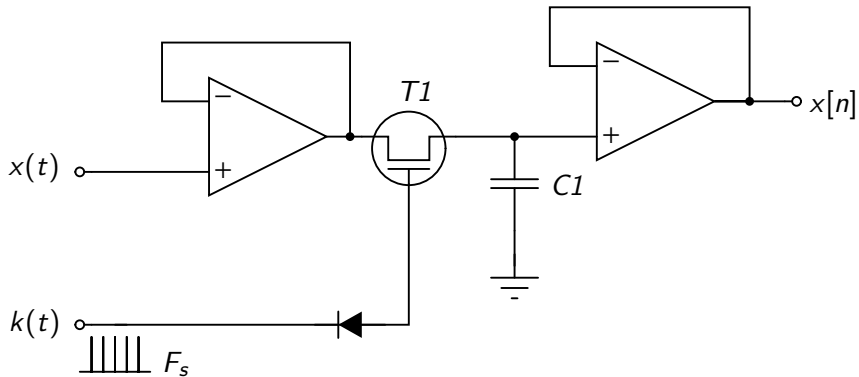 T1
x[n]
−
+
−
+
x(t)
C1
k(t)
F_s